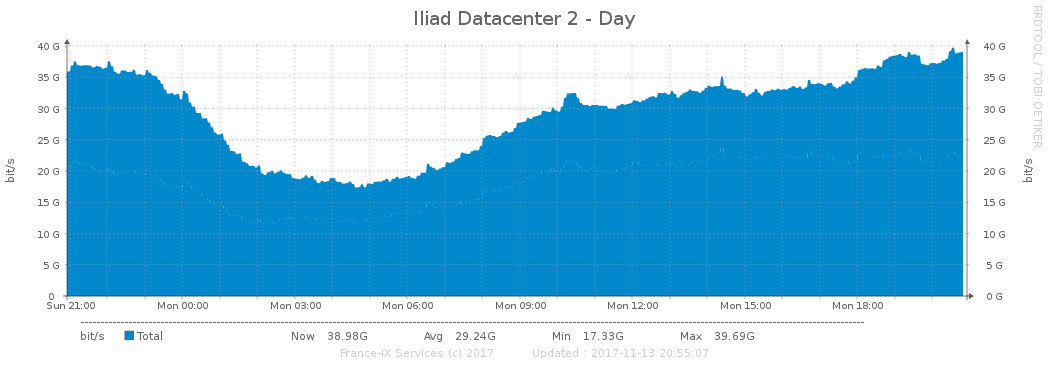 Iliad Datacenter 2 - Day
RRDTOOL / TOBI OETIKER
40 G 40 G
35 G 35 G
30 G 30 G
25 G 25 G
20 G 20 G
15 G 15 G
10 G 10 G
5 G 5 G
0 0 G
bit/s
bit/s
Sun 21:00 Mon 00:00 Mon 03:00 Mon 06:00 Mon 09:00 Mon 12:00 Mon 15:00 Mon 18:00
bit/s Total Now 38.98G Avg 29.24G Min 17.33G Max 39.69G
France-IX Services (c) 2017 Updated : 2017-11-13 20:55:07